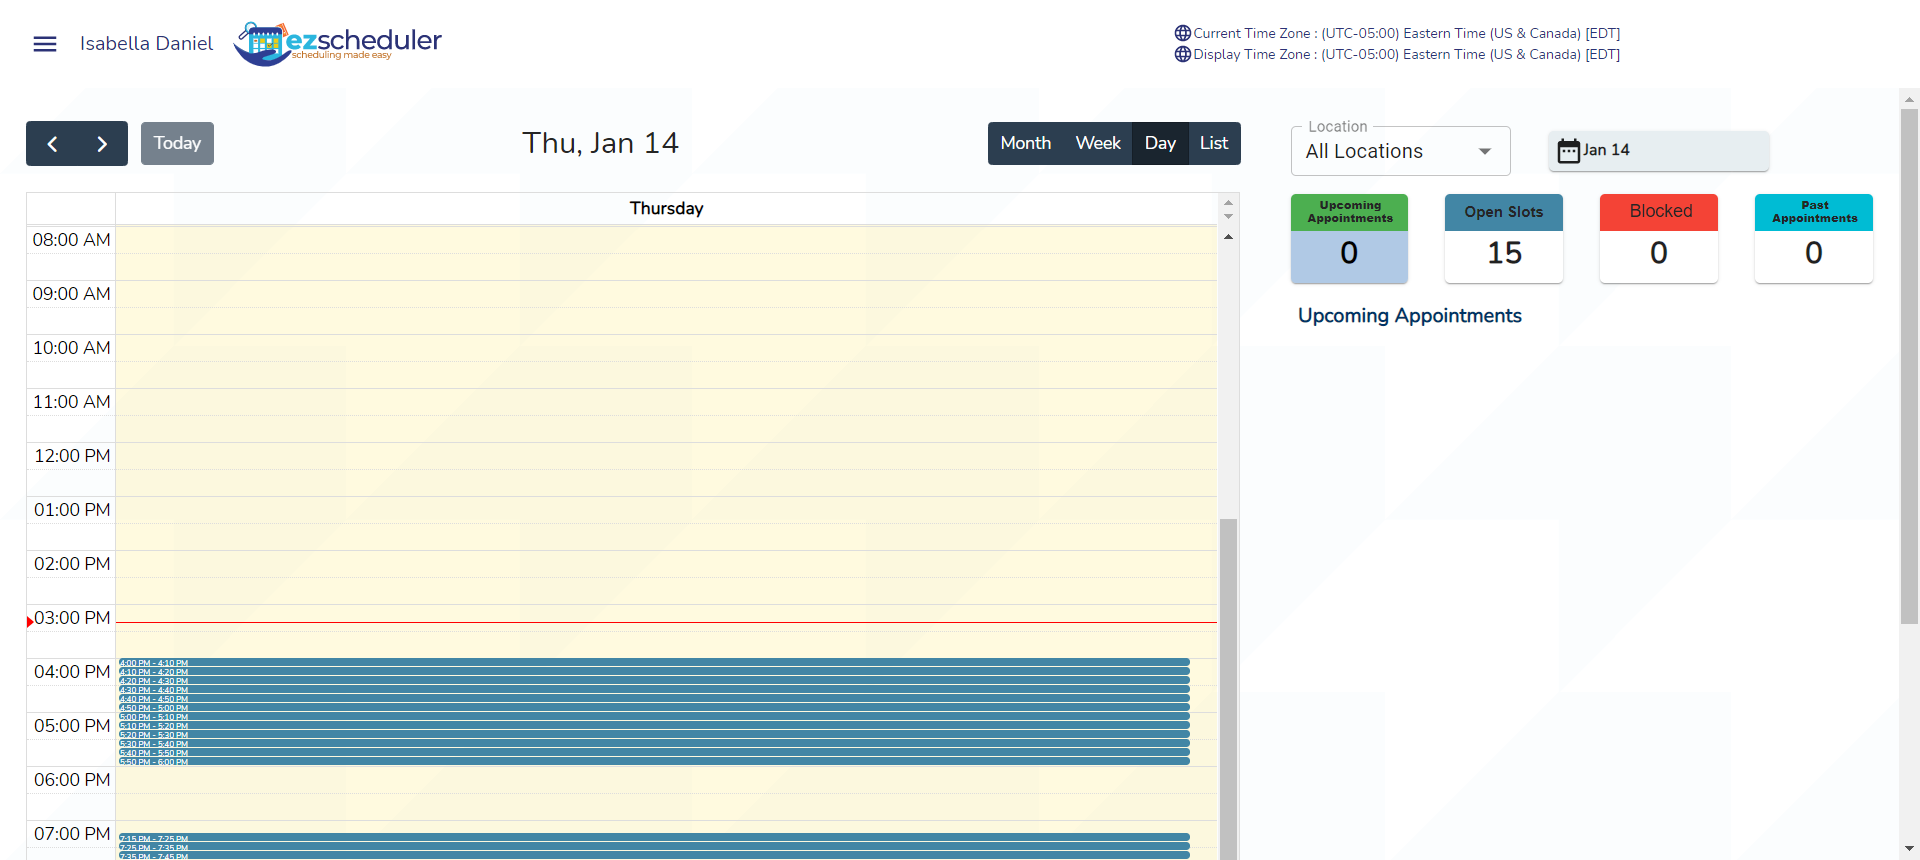 Isabella Daniel
ezscheduler
scheduling made easy
Current Time Zone : (UTC-05:00) Eastern Time (US & Canada) [EDT]
Display Time Zone : (UTC-05:00) Eastern Time (US & Canada) [EDT]
Today
Thu, Jan 14
Month Week Day List
Location
All Locations
Jan 14
Upcoming Appointments
0
Open Slots
15
Blocked
0
Past Appointments
0
Upcoming Appointments
Thursday
08:00 AM
09:00 AM
10:00 AM
11:00 AM
12:00 PM
01:00 PM
02:00 PM
03:00 PM
04:00 PM
4:00 PM - 4:10 PM
4:10 PM - 4:20 PM
4:20 PM - 4:30 PM
4:30 PM - 4:40 PM
4:40 PM - 4:50 PM
4:50 PM - 5:00 PM
05:00 PM
5:00 PM - 5:10 PM
5:10 PM - 5:20 PM
5:20 PM - 5:30 PM
5:30 PM - 5:40 PM
5:40 PM - 5:50 PM
5:50 PM - 6:00 PM
06:00 PM
07:00 PM
7:15 PM - 7:25 PM
7:25 PM - 7:35 PM
7:35 PM - 7:45 PM